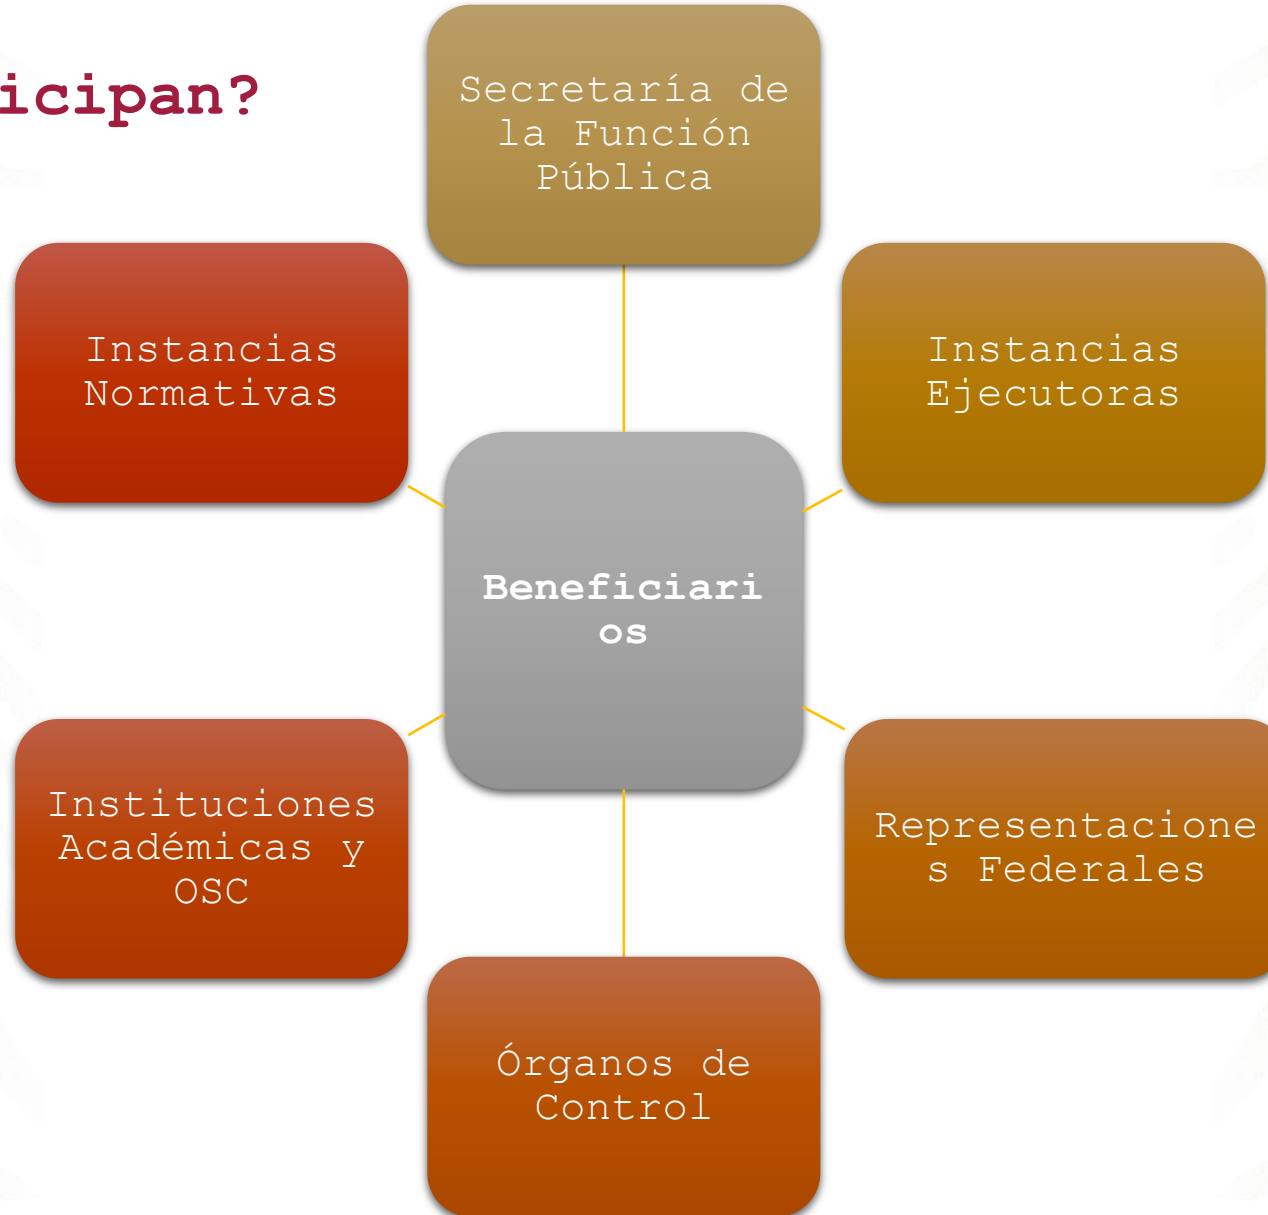 icipan?
Secretaría de
la Función
Pública
Instancias
Normativas
Instancias
Ejecutoras
Beneficiari
os
Instituciones
Académicas y
OSC
Representacione
s Federales
Órganos de
Control